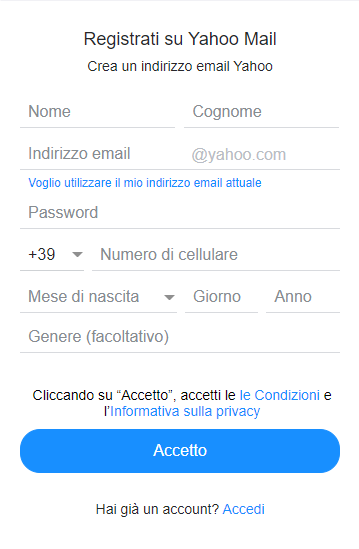 Registrati su Yahoo Mail
Crea un indirizzo email Yahoo
Nome Cognome
Indirizzo email @yahoo.com
Voglio utilizzare il mio indirizzo email attuale
Password
+39 Numero di cellulare
Mese di nascita Giorno Anno
Genere (facoltativo)
Cliccando su “Accetto”, accetti le le Condizioni e
l’Informativa sulla privacy
Accetto
Hai già un account? Accedi